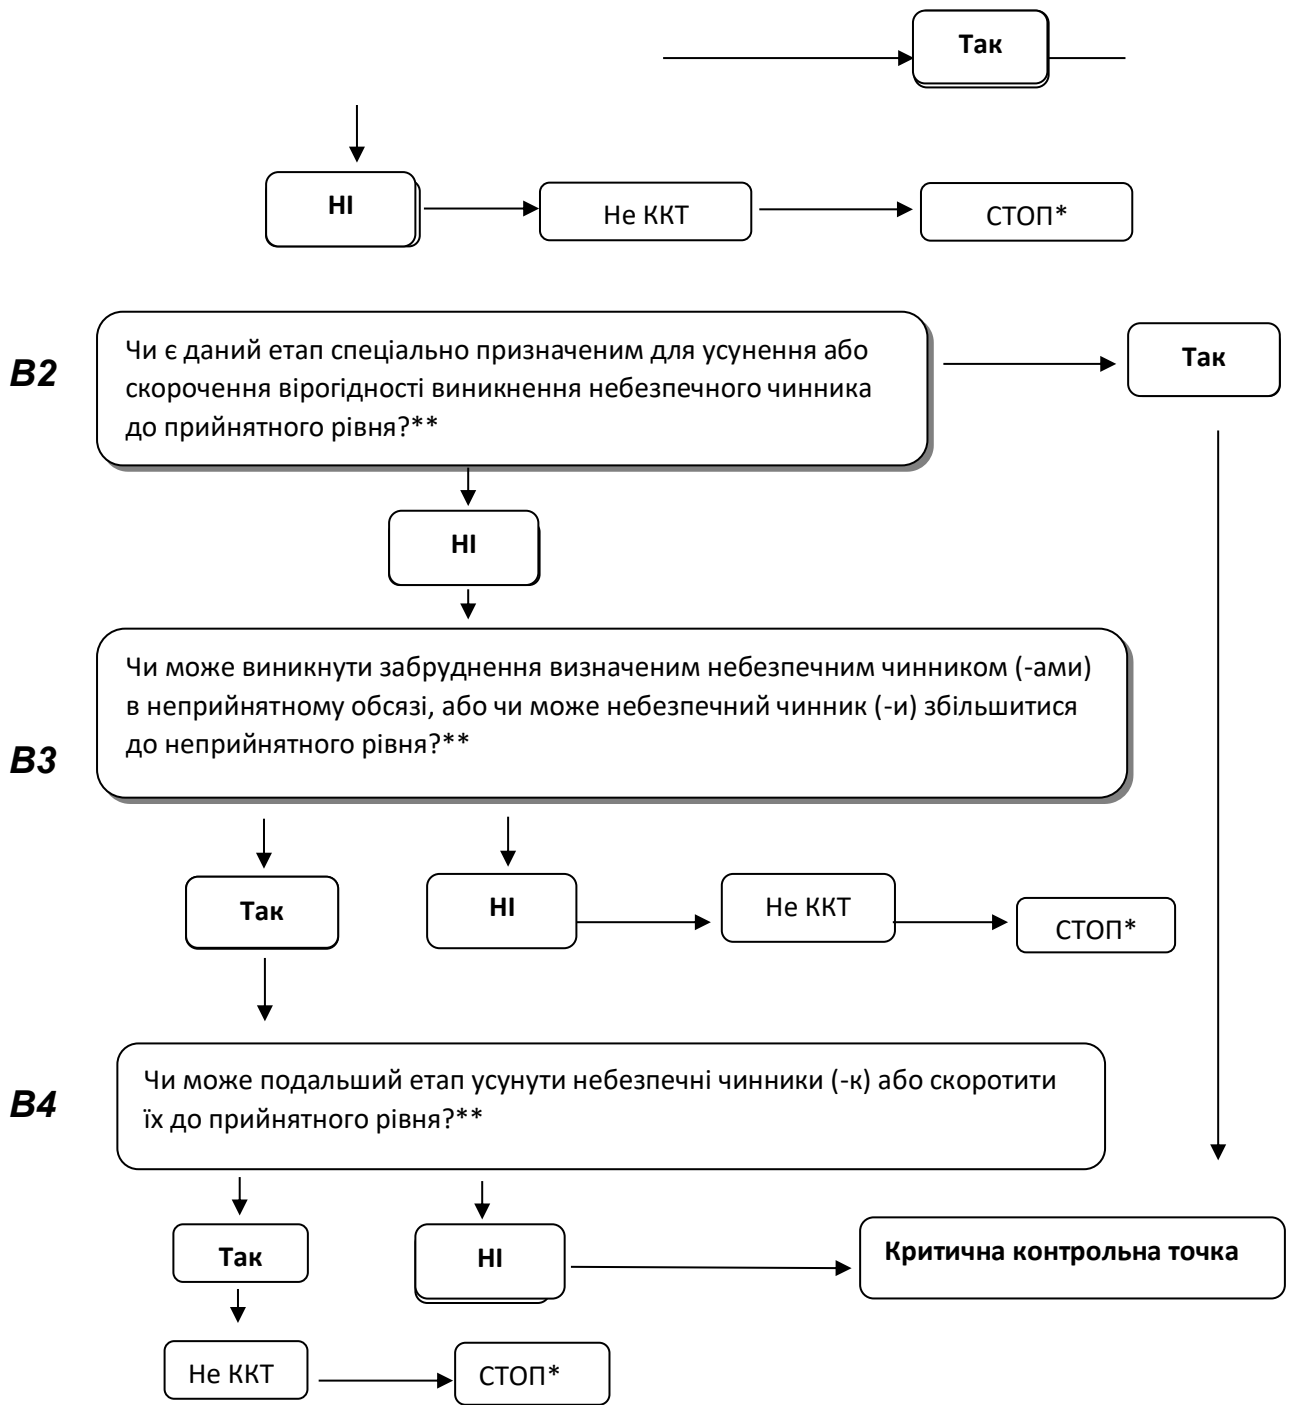 Так
НІ
Не ККТ
СТОП*
В2
Чи є даний етап спеціально призначеним для усунення або
скорочення вірогідності виникнення небезпечного чинника
до прийнятного рівня?**
Так
НІ
В3
Чи може виникнути забруднення визначеним небезпечним чинником (-ами)
в неприйнятному обсязі, або чи може небезпечний чинник (-и) збільшитися
до неприйнятного рівня?**
Так
НІ
Не ККТ
СТОП*
В4
Чи може подальший етап усунути небезпечні чинники (-к) або скоротити
їх до прийнятного рівня?**
Так
НІ
Критична контрольна точка
Не ККТ
СТОП*